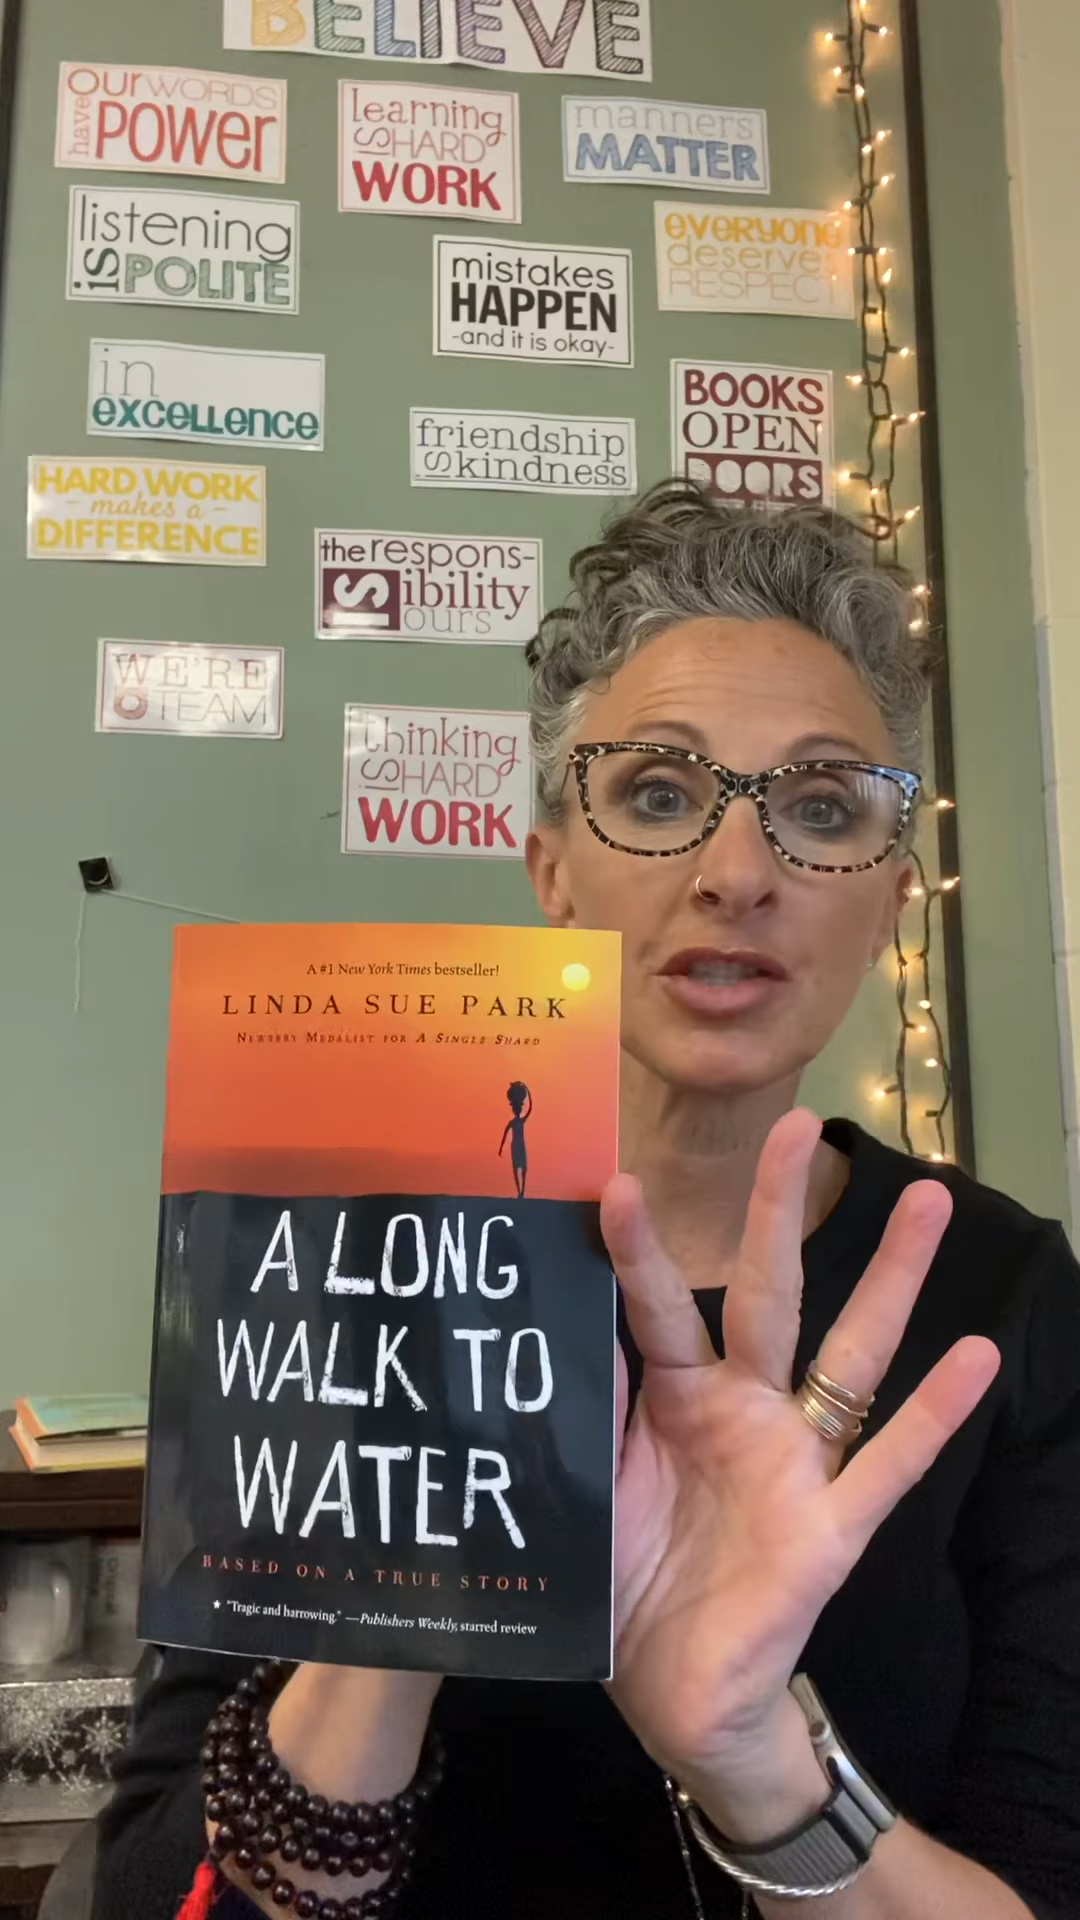 BELIEVE
our WORDS
have POWER
learning
IS HARD
WORK
manners
MATTER
listening
is POLITE
everyone
deserves
RESPECT
mistakes
HAPPEN
-and it is okay-
in
excellence
BOOKS
OPEN
DOORS
friendship
is kindness
HARD WORK
- makes a -
DIFFERENCE
the respons-
IS ibility
ours
WE'RE
a TEAM
thinking
IS HARD
WORK
A #1 New York Times bestseller!
LINDA SUE PARK
NEWBERY MEDALIST FOR A SINGLE SHARD
A LONG
WALK TO
WATER
BASED ON A TRUE STORY
★ "Tragic and harrowing." —Publishers Weekly, starred review